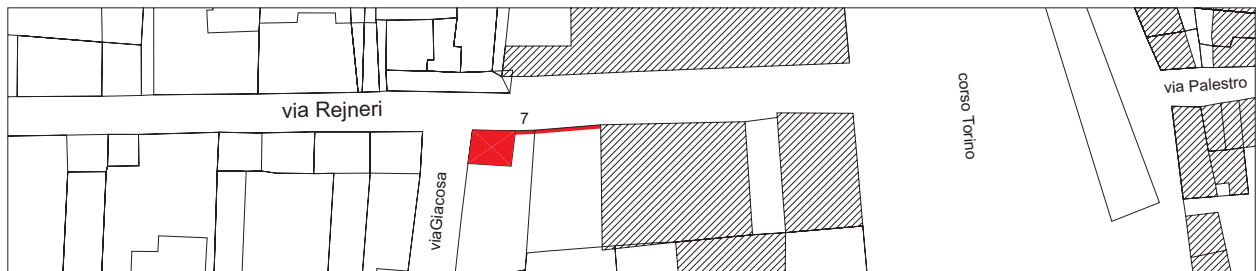 via Rejneri
7
viaGiacosa
corso Torino
via Palestro